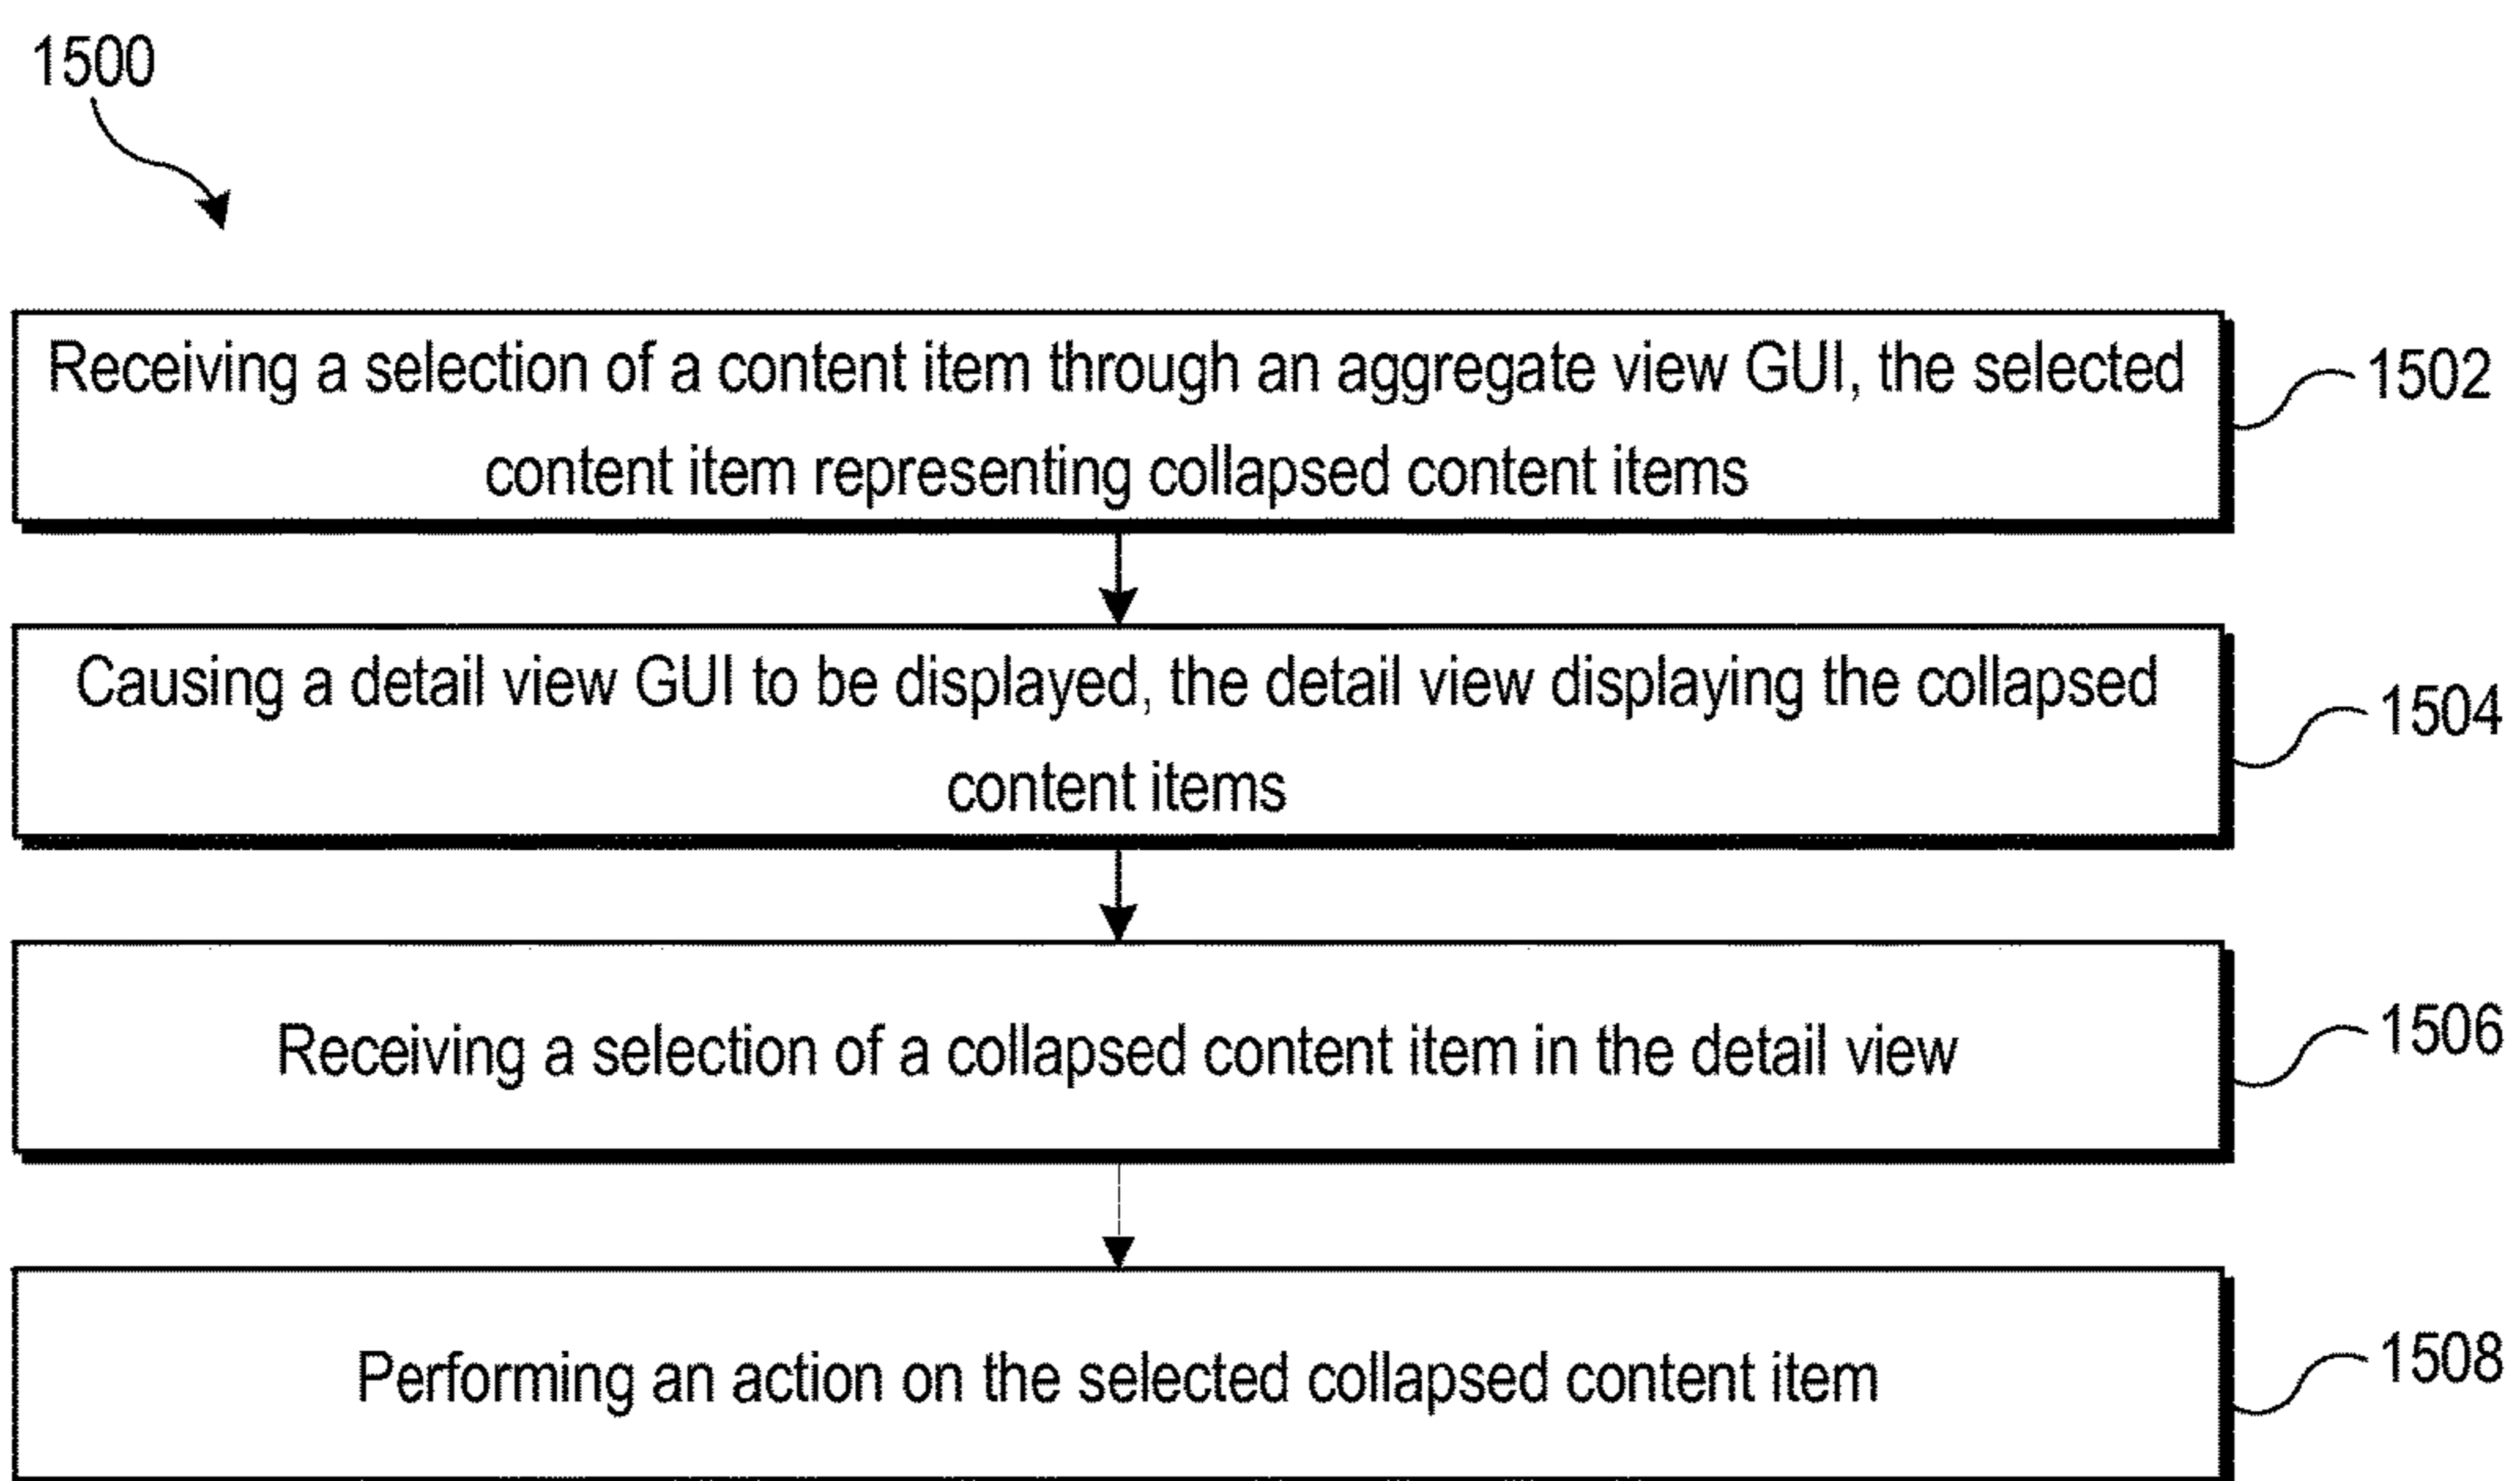 1500
Receiving a selection of a content item through an aggregate view GUI, the selected
content item representing collapsed content items
1502
Causing a detail view GUI to be displayed, the detail view displaying the collapsed
content items
1504
Receiving a selection of a collapsed content item in the detail view
1506
Performing an action on the selected collapsed content item
1508